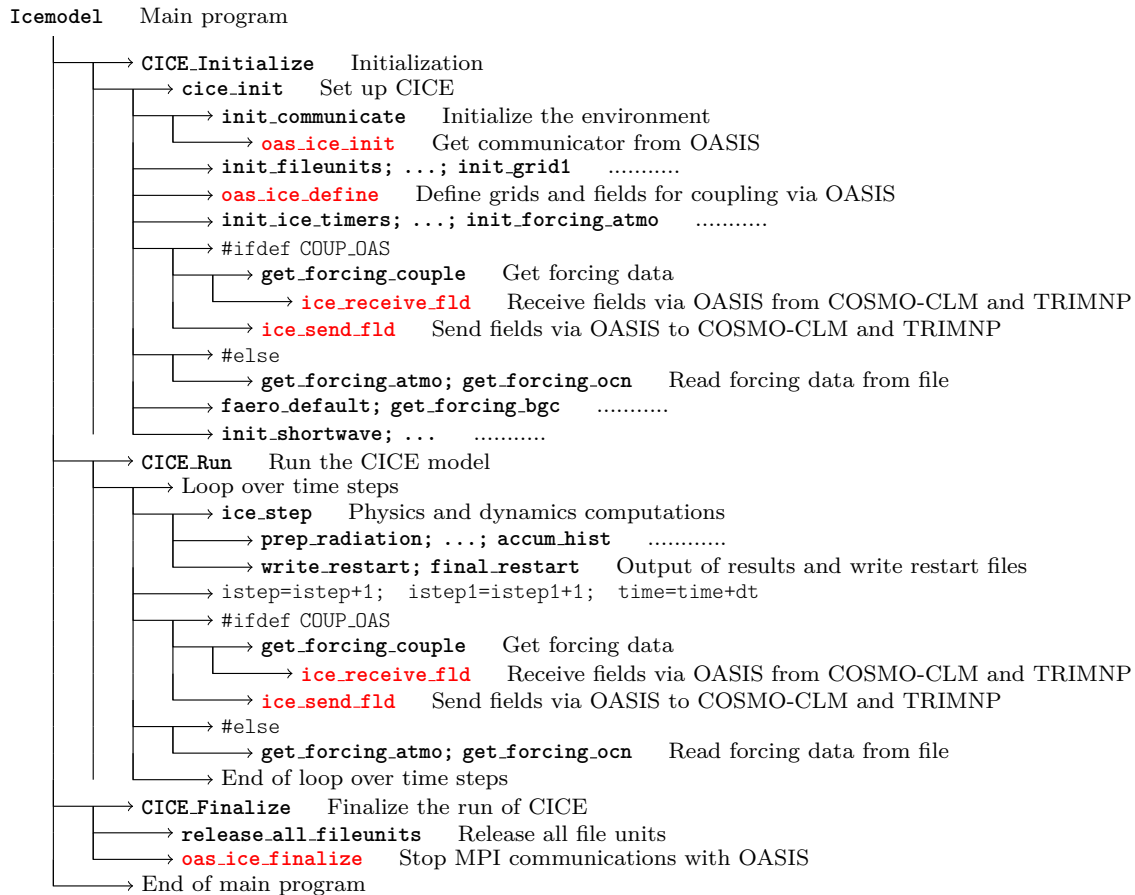 Icemodel Main program
CICE_Initialize Initialization
cice_init Set up CICE
init_communicate Initialize the environment
oas_ice_init Get communicator from OASIS
init_fileunits; ...; init_grid1 ...........
oas_ice_define Define grids and fields for coupling via OASIS
init_ice_timers; ...; init_forcing_atmo ...........
#ifdef COUP_OAS
get_forcing_couple Get forcing data
ice_receive_fld Receive fields via OASIS from COSMO-CLM and TRIMNP
ice_send_fld Send fields via OASIS to COSMO-CLM and TRIMNP
#else
get_forcing_atmo; get_forcing_ocn Read forcing data from file
faero_default; get_forcing_bgc ...........
init_shortwave; ... ...........
CICE_Run Run the CICE model
Loop over time steps
ice_step Physics and dynamics computations
prep_radiation; ...; accum_hist ............
write_restart; final_restart Output of results and write restart files
istep=istep+1; istep1=istep1+1; time=time+dt
#ifdef COUP_OAS
get_forcing_couple Get forcing data
ice_receive_fld Receive fields via OASIS from COSMO-CLM and TRIMNP
ice_send_fld Send fields via OASIS to COSMO-CLM and TRIMNP
#else
get_forcing_atmo; get_forcing_ocn Read forcing data from file
End of loop over time steps
CICE_Finalize Finalize the run of CICE
release_all_fileunits Release all file units
oas_ice_finalize Stop MPI communications with OASIS
End of main program